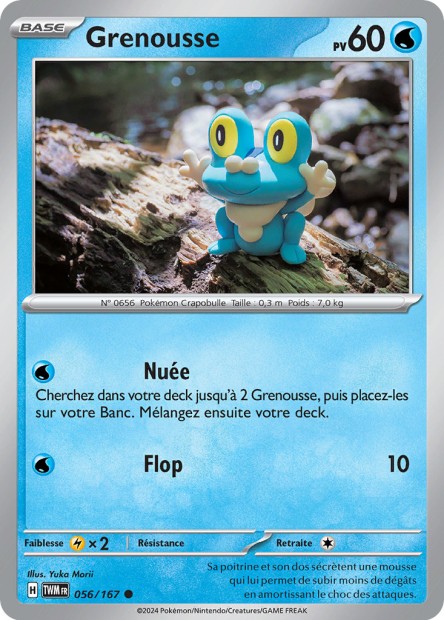 BASE
Grenousse
PV60
N° 0656 Pokémon Crapobulle Taille : 0,3 m Poids : 7,0 kg
Nuée
Cherchez dans votre deck jusqu'à 2 Grenousse, puis placez-les
sur votre Banc. Mélangez ensuite votre deck.
Flop 10
Faiblesse ×2 Résistance Retraite
Illus. Yuka Morii
H TWM FR 056/167
Sa poitrine et son dos sécrètent une mousse
qui lui permet de subir moins de dégâts
en amortissant le choc des attaques.
©2024 Pokémon/Nintendo/Creatures/GAME FREAK